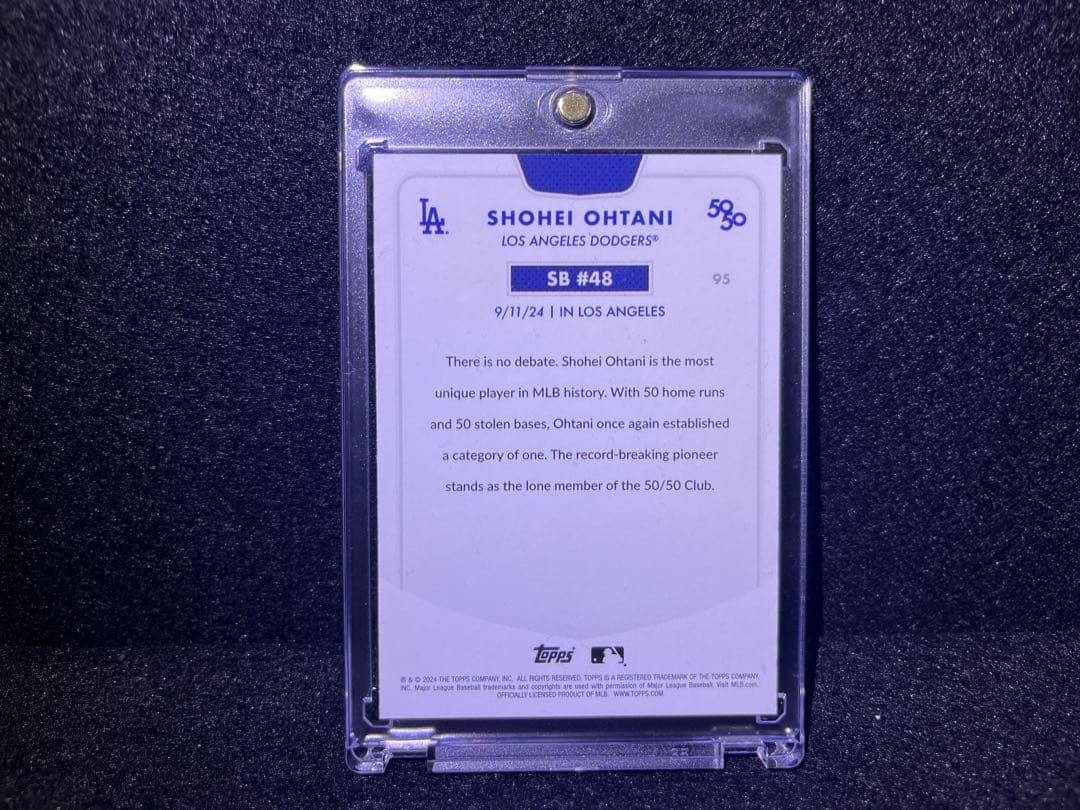 LA
SHOHEI OHTANI
50/50
LOS ANGELES DODGERS®
SB #48
95
9/11/24 | IN LOS ANGELES
There is no debate. Shohei Ohtani is the most
unique player in MLB history. With 50 home runs
and 50 stolen bases, Ohtani once again established
a category of one. The record-breaking pioneer
stands as the lone member of the 50/50 Club.
Topps
® & © 2024 THE TOPPS COMPANY, INC. ALL RIGHTS RESERVED. TOPPS IS A REGISTERED TRADEMARK OF THE TOPPS COMPANY,
INC. Major League Baseball trademarks and copyrights are used with permission of Major League Baseball. Visit MLB.com.
OFFICIALLY LICENSED PRODUCT OF MLB. WWW.TOPPS.COM